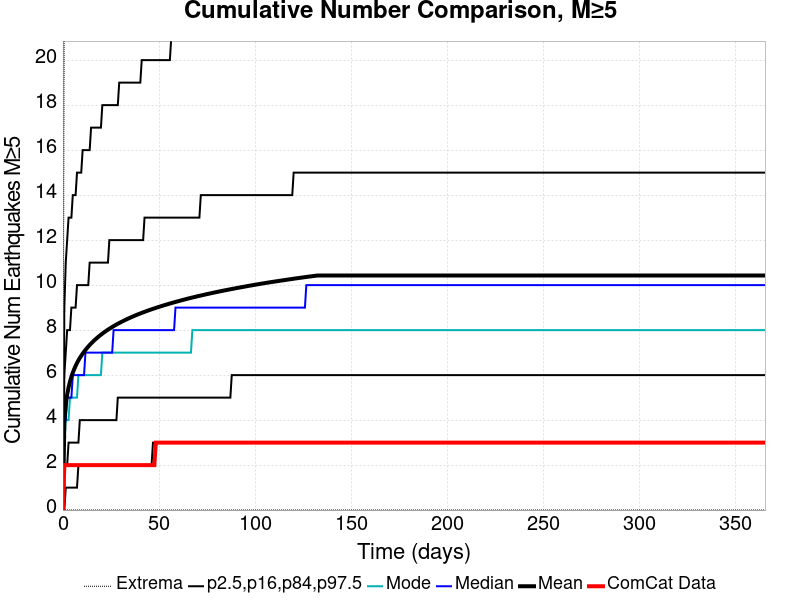 Cumulative Number Comparison, M≥5
Cumulative Num Earthquakes M≥5
20
18
16
14
12
10
8
6
4
2
0
0 50 100 150 200 250 300 350
Time (days)
Extrema p2.5,p16,p84,p97.5 Mode Median Mean ComCat Data